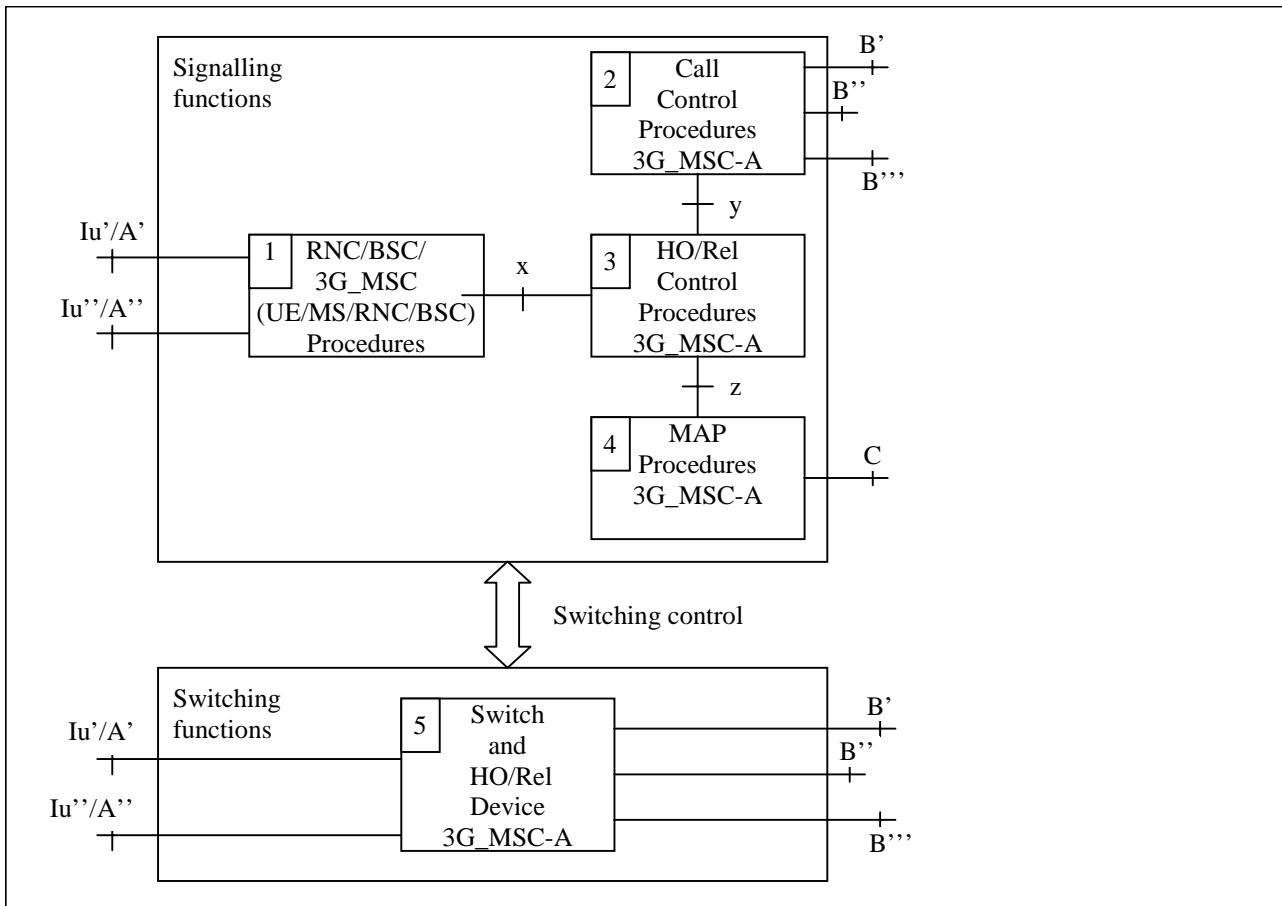 Signalling
functions
2
Call
Control
Procedures
3G_MSC-A
B’
B’’
B’’’
y
Iu’/A’
Iu’’/A’’
1
RNC/BSC/
3G_MSC
(UE/MS/RNC/BSC)
Procedures
x
3
HO/Rel
Control
Procedures
3G_MSC-A
z
4
MAP
Procedures
3G_MSC-A
C
Switching control
Switching
functions
Iu’/A’
Iu’’/A’’
5
Switch
and
HO/Rel
Device
3G_MSC-A
B’
B’’
B’’’